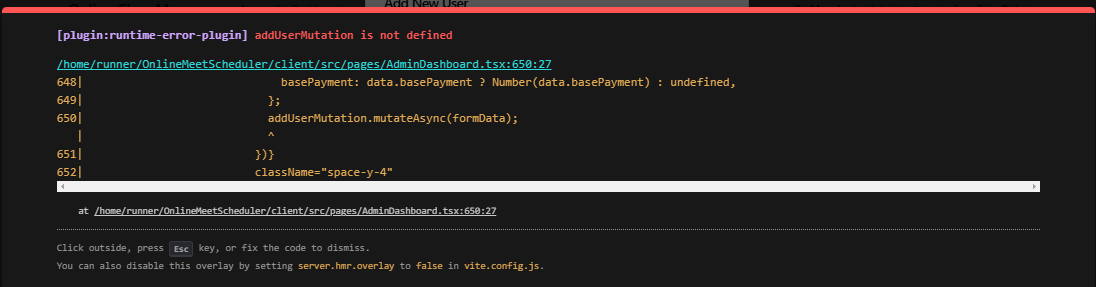 Add New User
[plugin:runtime-error-plugin] addUserMutation is not defined
/home/runner/OnlineMeetScheduler/client/src/pages/AdminDashboard.tsx:650:27
648|                              basePayment: data.basePayment ? Number(data.basePayment) : undefined,
649|                            };
650|                            addUserMutation.mutateAsync(formData);
   |                            ^
651|                          })}
652|                          className="space-y-4"
at /home/runner/OnlineMeetScheduler/client/src/pages/AdminDashboard.tsx:650:27
Click outside, press Esc key, or fix the code to dismiss.
You can also disable this overlay by setting server.hmr.overlay to false in vite.config.js.